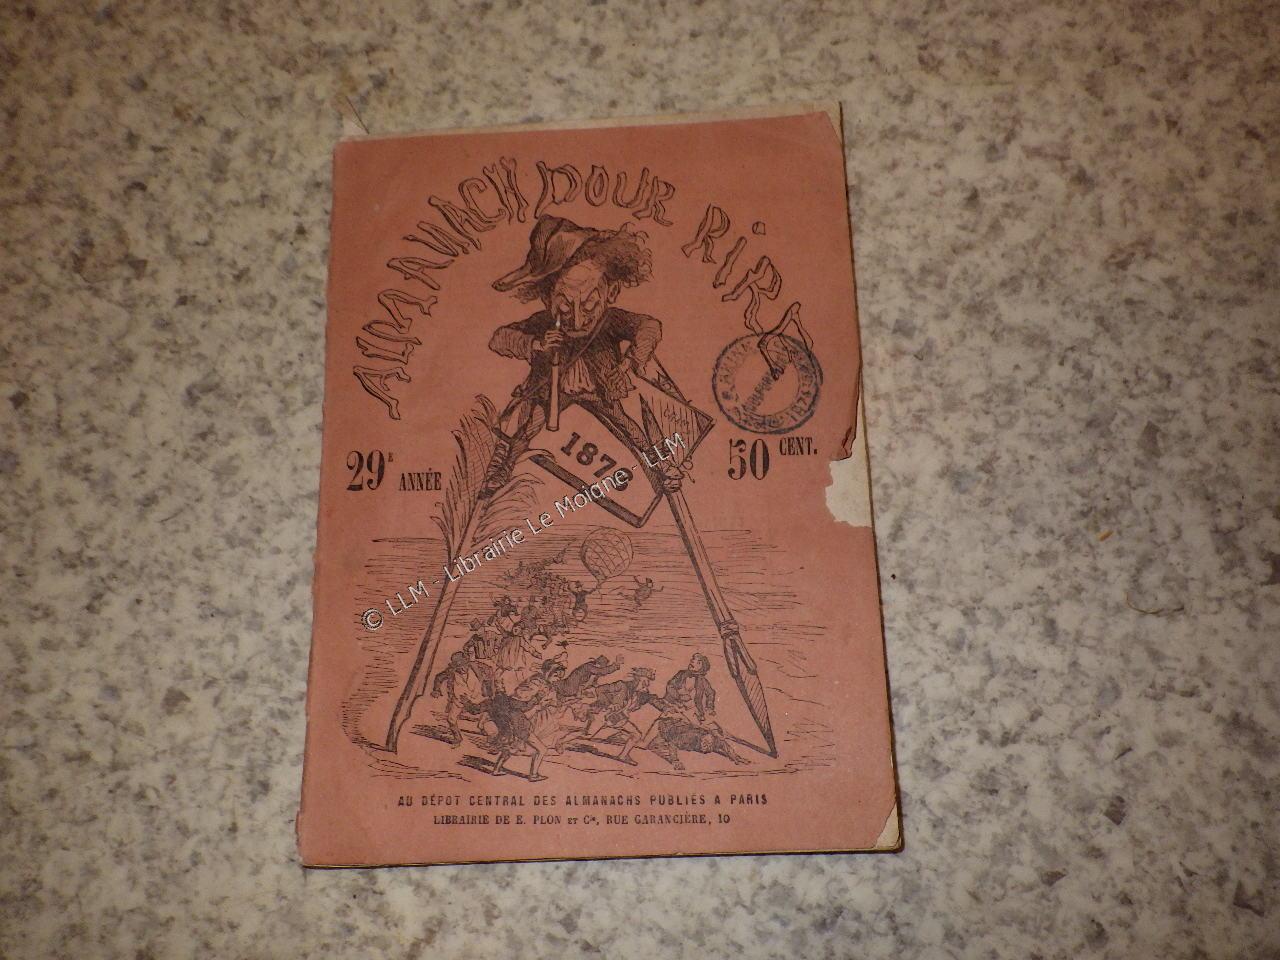 ALMANACH POUR RIRE
1878
29E ANNÉE
50 CENT.
© LLM - Librairie Le Moigne - LLM
AU DÉPOT CENTRAL DES ALMANACHS PUBLIÉS A PARIS
LIBRAIRIE DE E. PLON ET Cie, RUE GARANCIÈRE, 10